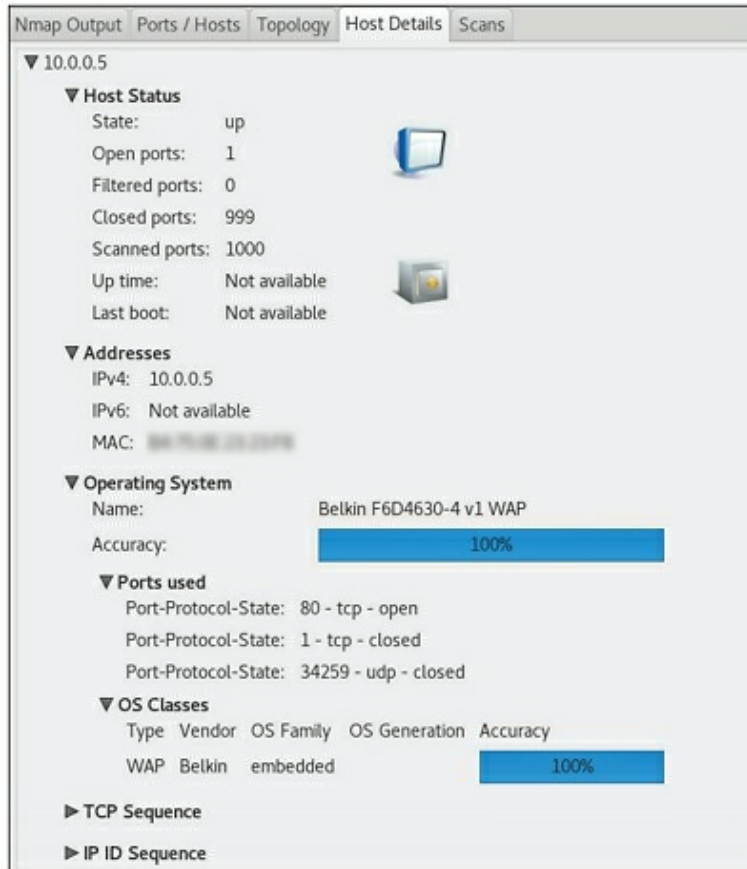 Nmap Output Ports / Hosts Topology Host Details Scans
10.0.0.5
Host Status
State: up
Open ports: 1
Filtered ports: 0
Closed ports: 999
Scanned ports: 1000
Up time: Not available
Last boot: Not available
Addresses
IPv4: 10.0.0.5
IPv6: Not available
MAC:
Operating System
Name: Belkin F6D4630-4 v1 WAP
Accuracy: 100%
Ports used
Port-Protocol-State: 80 - tcp - open
Port-Protocol-State: 1 - tcp - closed
Port-Protocol-State: 34259 - udp - closed
OS Classes
Type Vendor OS Family OS Generation Accuracy
WAP Belkin embedded 100%
TCP Sequence
IP ID Sequence